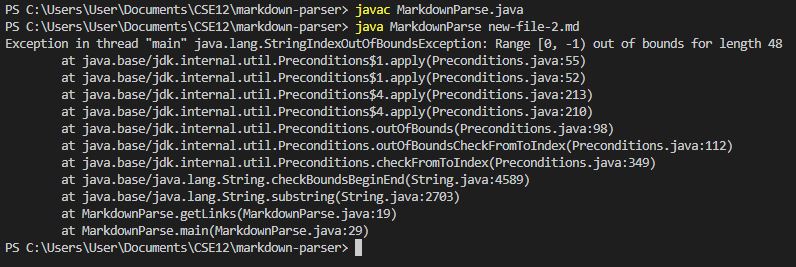 PS C:\Users\User\Documents\CSE12\markdown-parser> javac MarkdownParse.java
PS C:\Users\User\Documents\CSE12\markdown-parser> java MarkdownParse new-file-2.md
Exception in thread "main" java.lang.StringIndexOutOfBoundsException: Range [0, -1) out of bounds for length 48
        at java.base/jdk.internal.util.Preconditions$1.apply(Preconditions.java:55)
        at java.base/jdk.internal.util.Preconditions$1.apply(Preconditions.java:52)
        at java.base/jdk.internal.util.Preconditions$4.apply(Preconditions.java:213)
        at java.base/jdk.internal.util.Preconditions$4.apply(Preconditions.java:210)
        at java.base/jdk.internal.util.Preconditions.outOfBounds(Preconditions.java:98)
        at java.base/jdk.internal.util.Preconditions.outOfBoundsCheckFromToIndex(Preconditions.java:112)
        at java.base/jdk.internal.util.Preconditions.checkFromToIndex(Preconditions.java:349)
        at java.base/java.lang.String.checkBoundsBeginEnd(String.java:4589)
        at java.base/java.lang.String.substring(String.java:2703)
        at MarkdownParse.getLinks(MarkdownParse.java:19)
        at MarkdownParse.main(MarkdownParse.java:29)
PS C:\Users\User\Documents\CSE12\markdown-parser>